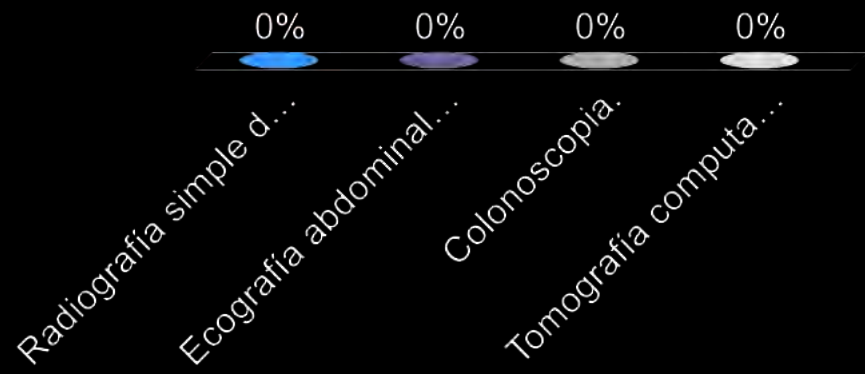 0%
0%
0%
0%
Radiografía simple d...
Ecografía abdominal...
Colonoscopia.
Tomografía computa...